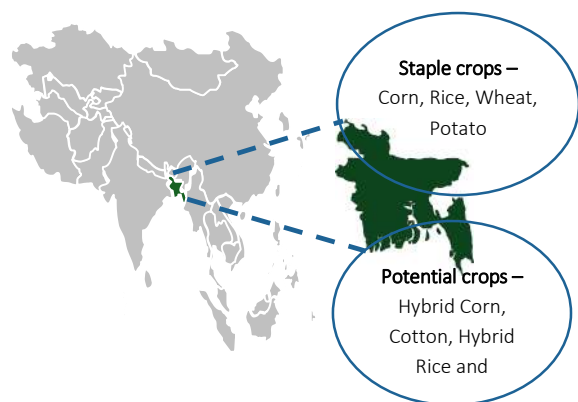 Staple crops –
Corn, Rice, Wheat,
Potato
Potential crops –
Hybrid Corn,
Cotton, Hybrid
Rice and